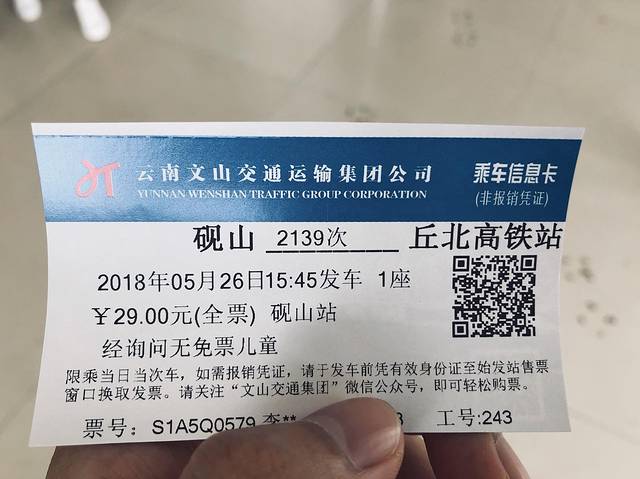 云南文山交通运输集团公司 乘车信息卡
YUNNAN WENSHAN TRAFFIC GROUP CORPORATION (非报销凭证)
砚山 2139次 丘北高铁站
2018年05月26日15:45发车 1座
￥29.00元(全票) 砚山站
经询问无免票儿童
限乘当日当次车，如需报销凭证，请于发车前凭有效身份证至始发站售票
窗口换取发票。请关注“文山交通集团”微信公众号，即可轻松购票。
票号：S1A5Q0579 李** 3 工号:243